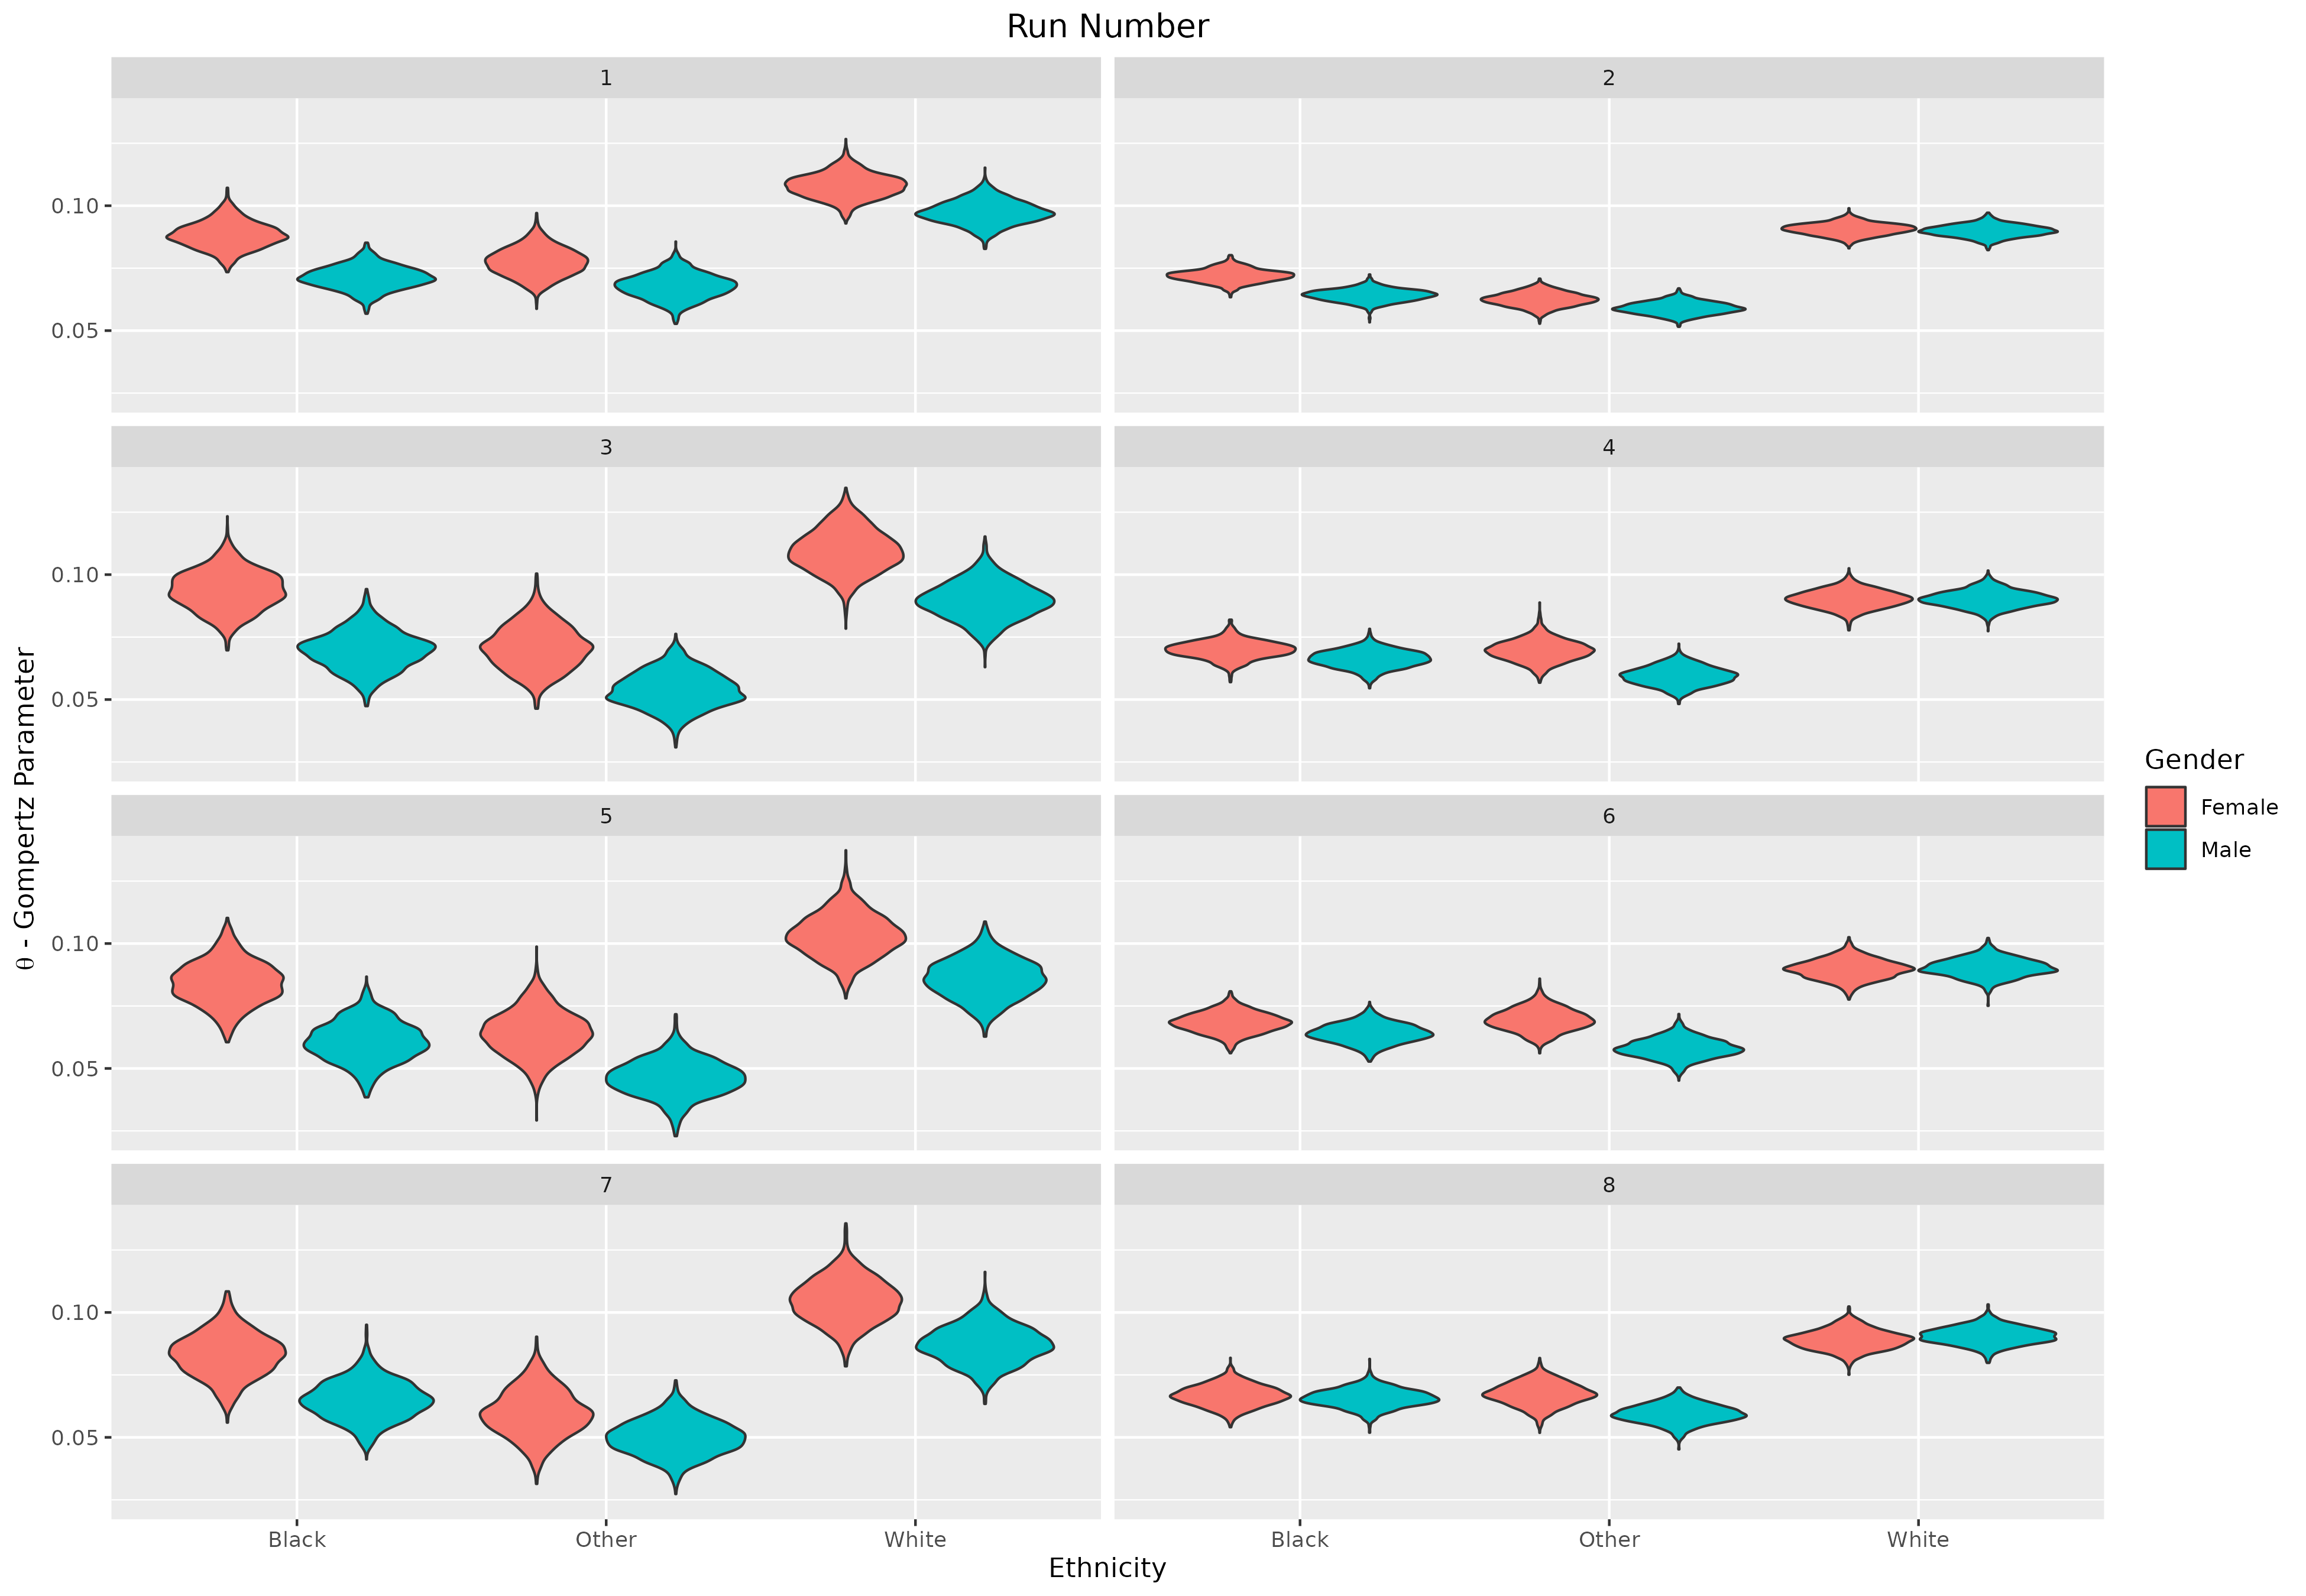 Run Number
1
2
0.10
0.05
3
4
0.10
0.05
5
6
0.10
0.05
7
8
0.10
0.05
Black
Other
White
Black
Other
White
Ethnicity
θ - Gompertz Parameter
Gender
Female
Male